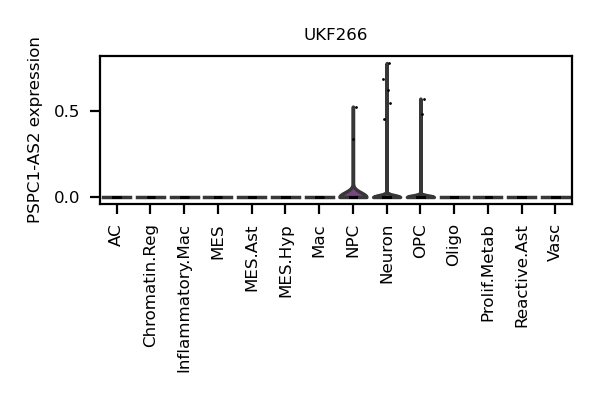 UKF266
PSPC1-AS2 expression
0.5
0.0
AC
Chromatin.Reg
Inflammatory.Mac
MES
MES.Ast
MES.Hyp
Mac
NPC
Neuron
OPC
Oligo
Prolif.Metab
Reactive.Ast
Vasc